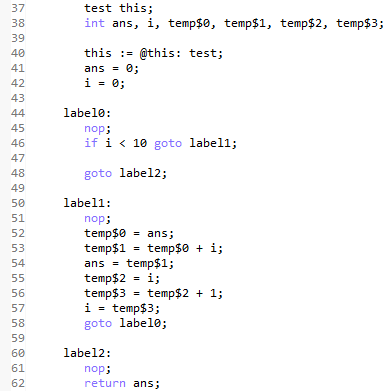 37 test this;
38 int ans, i, temp$0, temp$1, temp$2, temp$3;
39
40 this := @this: test;
41 ans = 0;
42 i = 0;
43
44 label0:
45 nop;
46 if i < 10 goto label1;
47
48 goto label2;
49
50 label1:
51 nop;
52 temp$0 = ans;
53 temp$1 = temp$0 + i;
54 ans = temp$1;
55 temp$2 = i;
56 temp$3 = temp$2 + 1;
57 i = temp$3;
58 goto label0;
59
60 label2:
61 nop;
62 return ans;